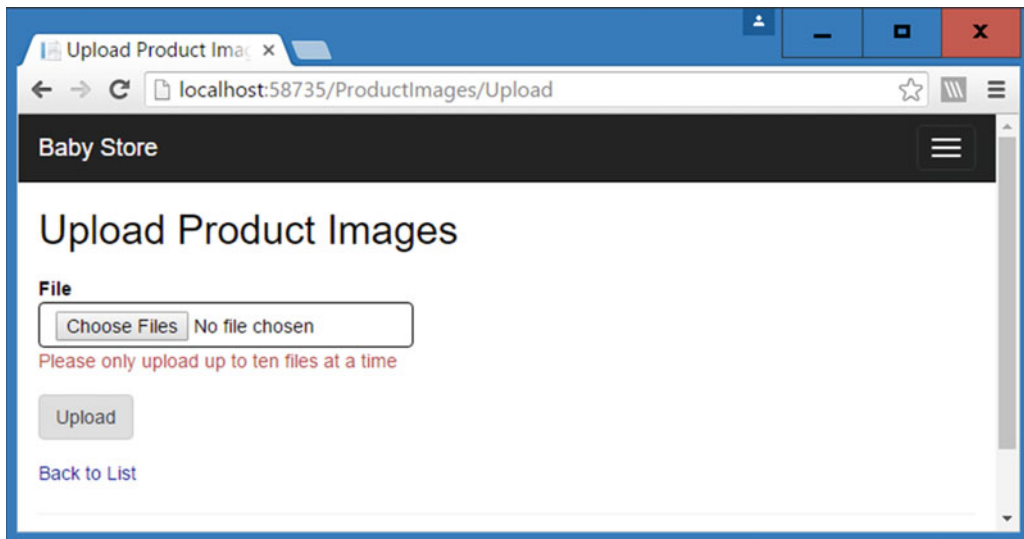 Upload Product Imag
localhost:58735/ProductImages/Upload
Baby Store
Upload Product Images
File
Choose Files No file chosen
Please only upload up to ten files at a time
Upload
Back to List